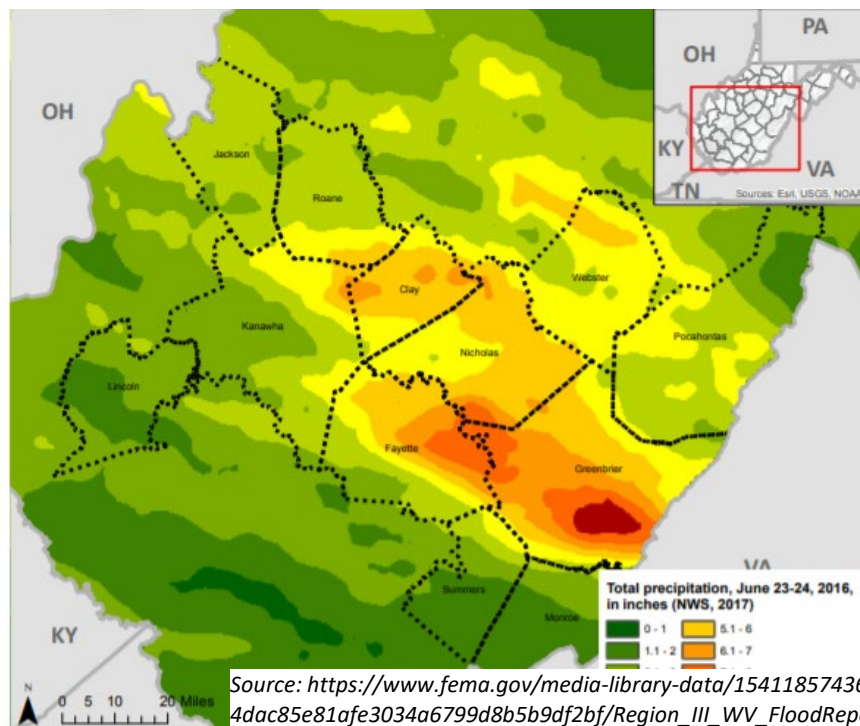 PA
OH
KY
VA
TN
Sources: Esri, USGS, NOAA
OH
Jackson
Roane
Webster
Clay
Kanawha
Pocahontas
Nicholas
Lincoln
Fayette
Greenbrier
VA
Summers
Monroe
KY
Total precipitation, June 23-24, 2016,
in inches (NWS, 2017)
0 - 1
5.1 - 6
1.1 - 2
6.1 - 7
N
0 5 10 15 20 Miles
Source: https://www.fema.gov/media-library-data/1541185743
4dac85e81afe3034a6799d8b5b9df2bf/Region_III_WV_FloodRep